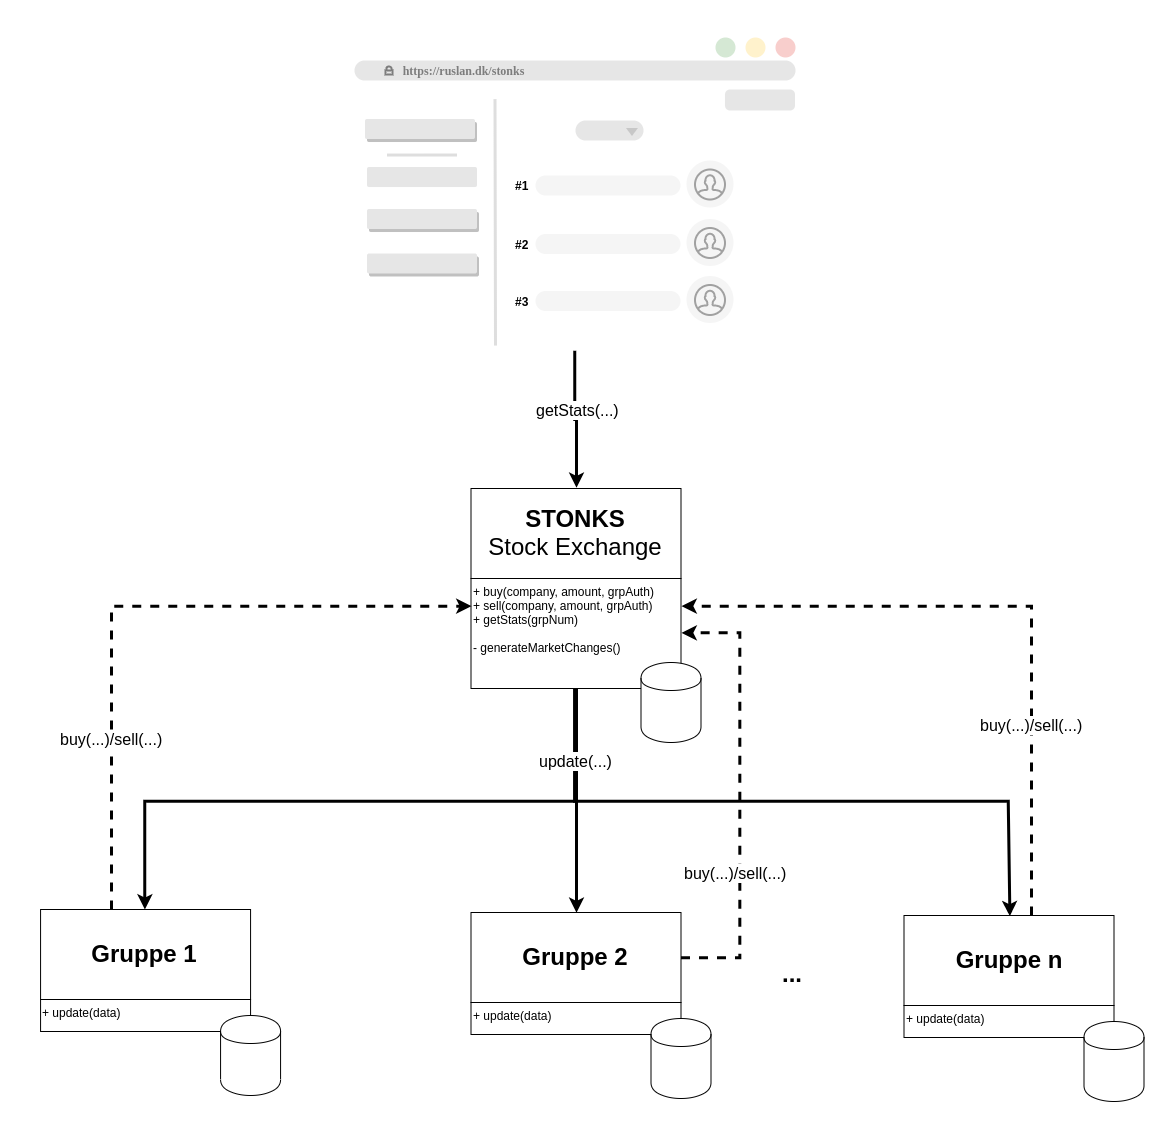 https://ruslan.dk/stonks
#1
#2
#3
getStats(...)
STONKS
Stock Exchange
+ buy(company, amount, grpAuth)
+ sell(company, amount, grpAuth)
+ getStats(grpNum)
- generateMarketChanges()
buy(...)/sell(...)
buy(...)/sell(...)
update(...)
buy(...)/sell(...)
Gruppe 1
+ update(data)
Gruppe 2
+ update(data)
...
Gruppe n
+ update(data)